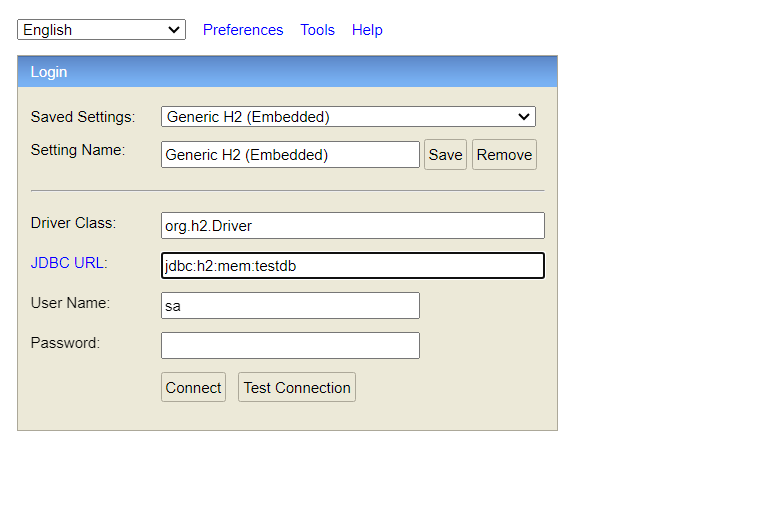 English Preferences Tools Help
Login
Saved Settings: Generic H2 (Embedded)
Setting Name: Generic H2 (Embedded) Save Remove
Driver Class: org.h2.Driver
JDBC URL: jdbc:h2:mem:testdb
User Name: sa
Password:
Connect Test Connection